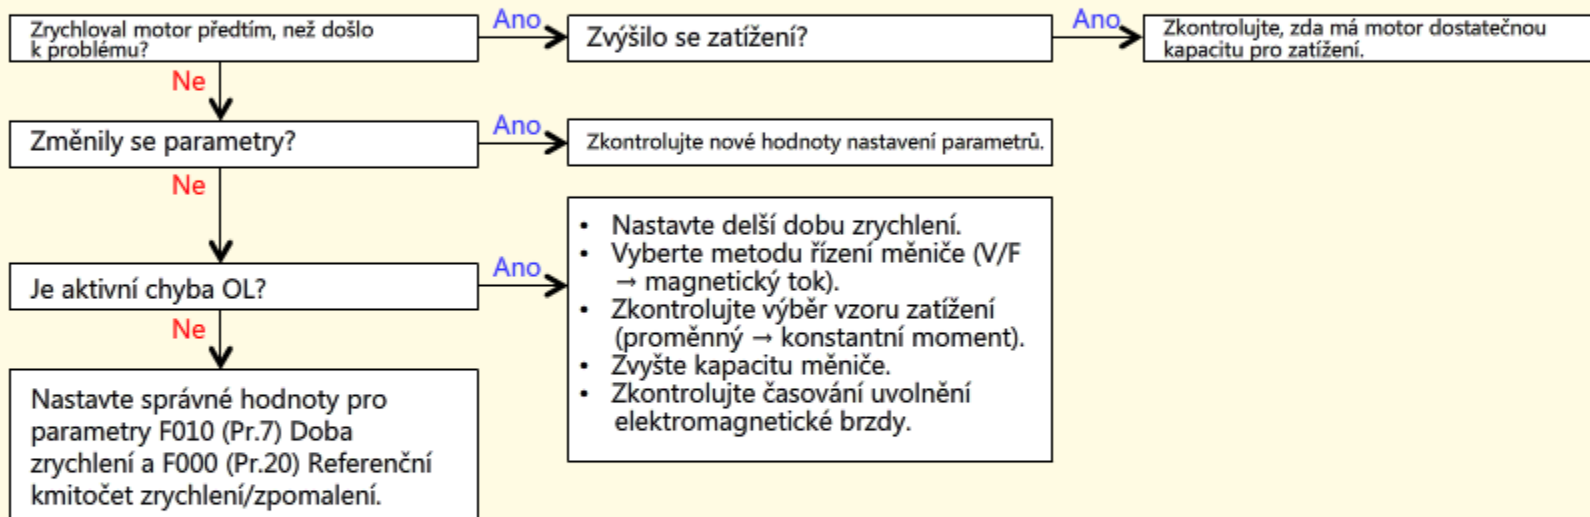 Zrychloval motor předtím, než došlo
k problému?
Ano
Zvýšilo se zatížení?
Ano
Zkontrolujte, zda má motor dostatečnou
kapacitu pro zatížení.
Ne
Změnily se parametry?
Ano
Zkontrolujte nové hodnoty nastavení parametrů.
Ne
Je aktivní chyba OL?
Ano
• Nastavte delší dobu zrychlení.
• Vyberte metodu řízení měniče (V/F
→ magnetický tok).
• Zkontrolujte výběr vzoru zatížení
(proměnný → konstantní moment).
• Zvyšte kapacitu měniče.
• Zkontrolujte časování uvolnění
elektromagnetické brzdy.
Ne
Nastavte správné hodnoty pro
parametry F010 (Pr.7) Doba
zrychlení a F000 (Pr.20) Referenční
kmitočet zrychlení/zpomalení.